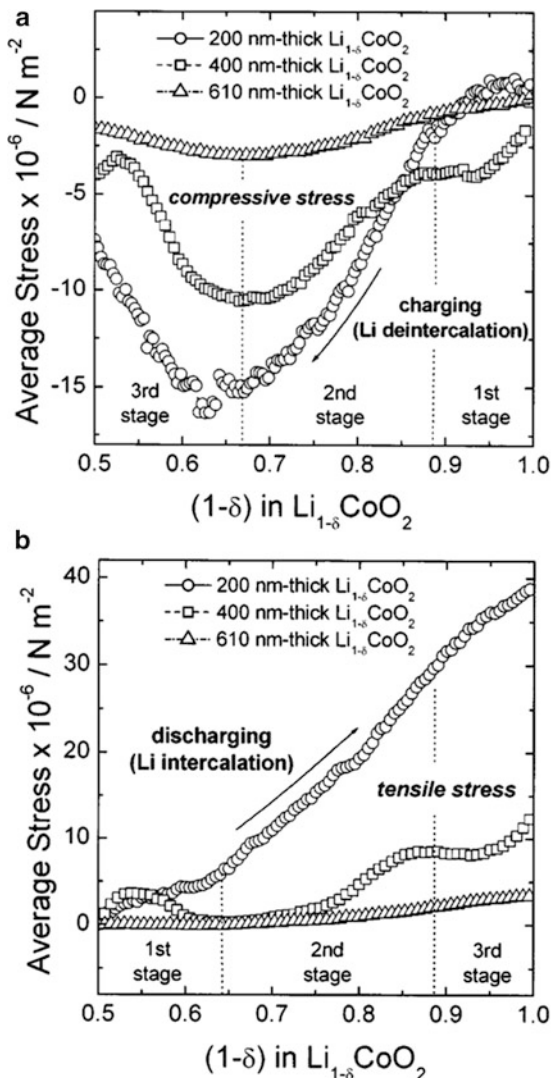 a
200 nm-thick Li1-δCoO2
400 nm-thick Li1-δCoO2
610 nm-thick Li1-δCoO2
Average Stress x 10⁻⁶ / N m⁻²
0
-5
-10
-15
compressive stress
charging
(Li deintercalation)
3rd
stage
2nd
stage
1st
stage
0.5 0.6 0.7 0.8 0.9 1.0
(1-δ) in Li1-δCoO2
b
200 nm-thick Li1-δCoO2
400 nm-thick Li1-δCoO2
610 nm-thick Li1-δCoO2
Average Stress x 10⁻⁶ / N m⁻²
40
30
20
10
0
discharging
(Li intercalation)
tensile stress
1st
stage
2nd
stage
3rd
stage
0.5 0.6 0.7 0.8 0.9 1.0
(1-δ) in Li1-δCoO2